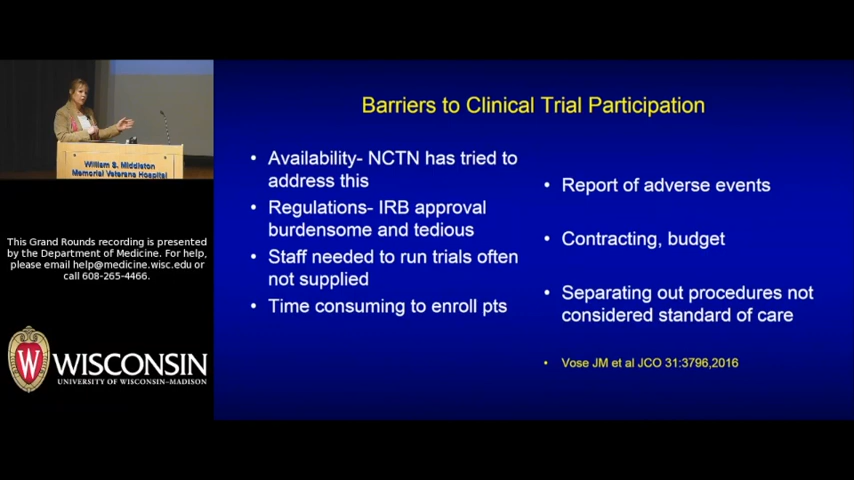 William S. Middleton
Memorial Veterans Hospital
This Grand Rounds recording is presented
by the Department of Medicine. For help,
please email help@medicine.wisc.edu or
call 608-265-4466.
W
WISCONSIN
UNIVERSITY OF WISCONSIN–MADISON
Barriers to Clinical Trial Participation
• Availability- NCTN has tried to
address this
• Regulations- IRB approval
burdensome and tedious
• Staff needed to run trials often
not supplied
• Time consuming to enroll pts
• Report of adverse events
• Contracting, budget
• Separating out procedures not
considered standard of care
• Vose JM et al JCO 31:3796,2016